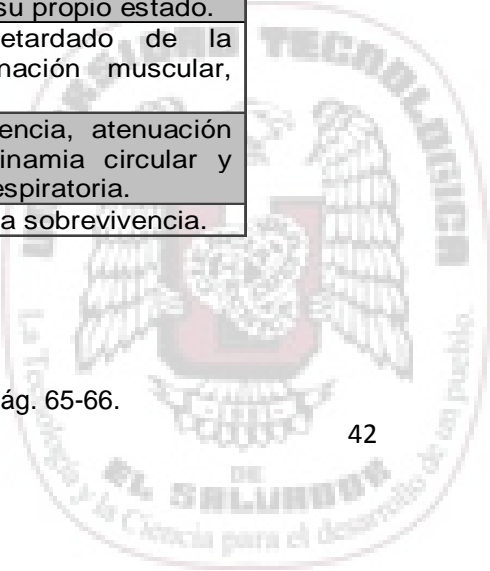 su propio estado.
etardado de la
nación muscular,
encia, atenuación
inamia circular y
espiratoria.
a sobrevivencia.
ág. 65-66.
42
TECNOLOGICA
DE
EL SALVADOR
La Tecnología y la Ciencia para el desarrollo de un pueblo